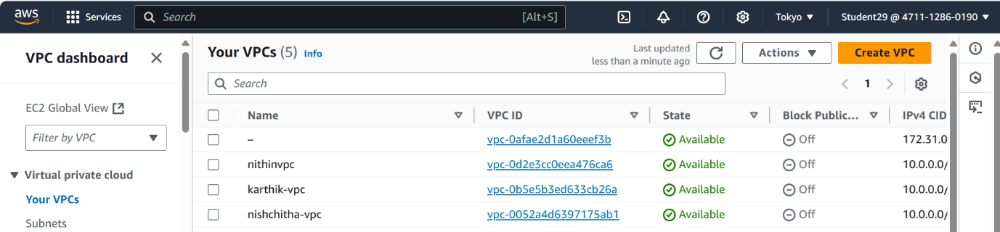 aws Services Search [Alt+S] Tokyo Student29 @ 4711-1286-0190
VPC dashboard
EC2 Global View
Filter by VPC
Virtual private cloud
Your VPCs
Subnets
Your VPCs (5) Info
Last updated
less than a minute ago
Actions
Create VPC
Search
1
Name VPC ID State Block Public... IPv4 CID
– vpc-0afae2d1a60eeef3b Available Off 172.31.0
nithinvpc vpc-0d2e3cc0eea476ca6 Available Off 10.0.0.0/
karthik-vpc vpc-0b5e5b3ed633cb26a Available Off 10.0.0.0/
nishchitha-vpc vpc-0052a4d6397175ab1 Available Off 10.0.0.0/